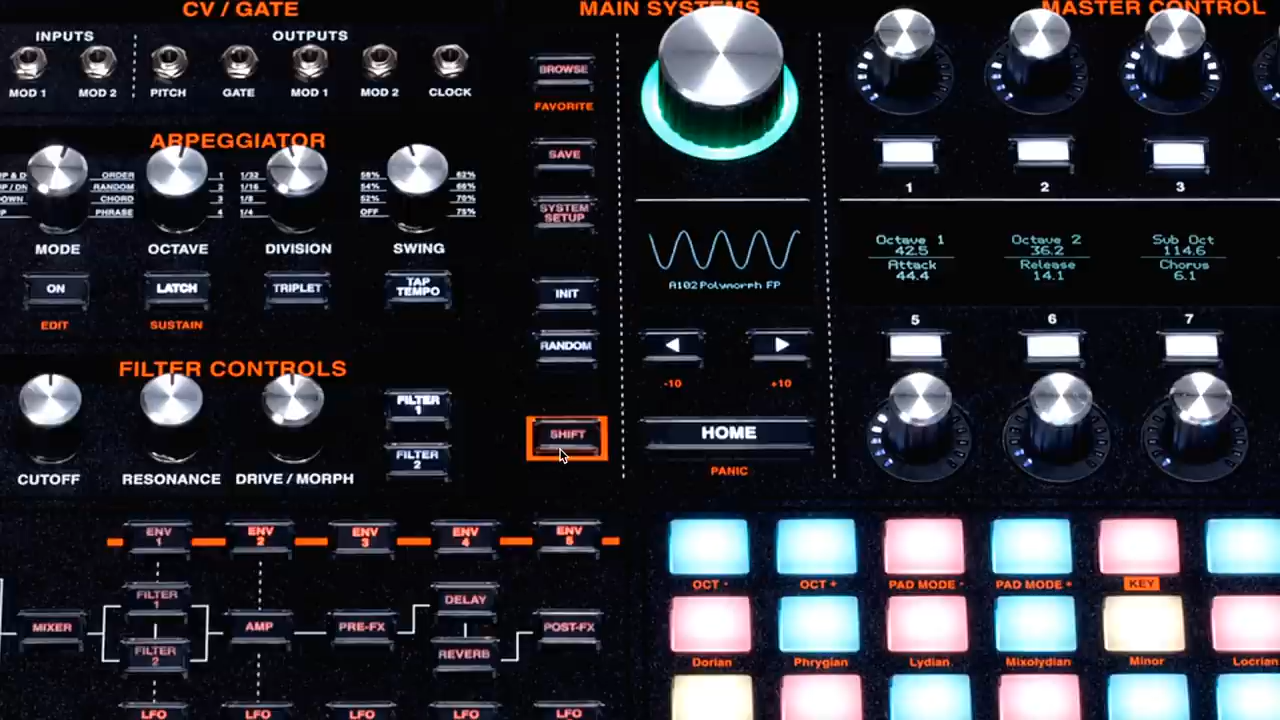 CV / GATE
MAIN SYSTEMS
MASTER CONTROL
INPUTS
OUTPUTS
MOD 1
MOD 2
PITCH
GATE
MOD 1
MOD 2
CLOCK
BROWSE
FAVORITE
SAVE
SYSTEM
SETUP
INIT
RANDOM
SHIFT
ARPEGGIATOR
ORDER
RANDOM
DOWN
CHORD
PHRASE
1
2
3
4
1/32
1/16
1/8
1/4
58%
54%
52%
OFF
62%
66%
70%
75%
MODE
OCTAVE
DIVISION
SWING
ON
LATCH
TRIPLET
TAP
TEMPO
EDIT
SUSTAIN
FILTER CONTROLS
FILTER
1
FILTER
2
CUTOFF
RESONANCE
DRIVE / MORPH
A102 Polymorph FP
-10
+10
HOME
PANIC
1
2
3
Octave 1
42.5
Attack
44.4
Octave 2
36.2
Release
14.1
Sub Oct
114.6
Chorus
6.1
5
6
7
ENV
1
ENV
2
ENV
3
ENV
4
ENV
5
MIXER
FILTER
1
FILTER
2
AMP
PRE-FX
DELAY
REVERB
POST-FX
LFO
LFO
LFO
LFO
LFO
OCT -
OCT +
PAD MODE -
PAD MODE +
KEY
Dorian
Phrygian
Lydian
Mixolydian
Minor
Locrian